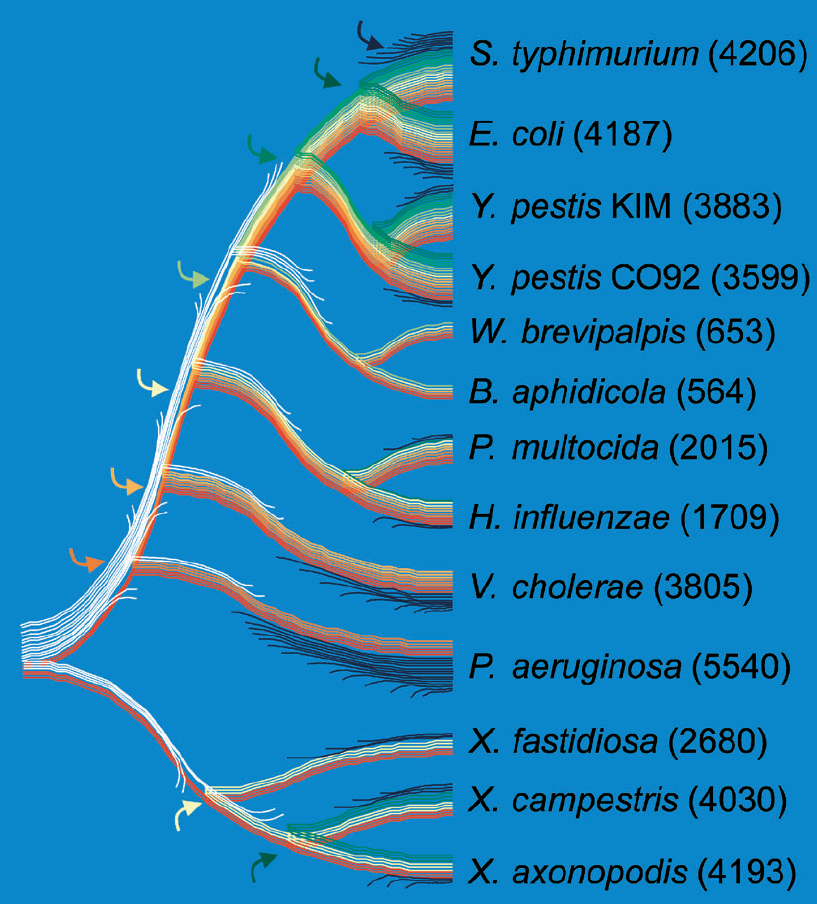 S. typhimurium (4206)
E. coli (4187)
Y. pestis KIM (3883)
Y. pestis CO92 (3599)
W. brevipalpis (653)
B. aphidicola (564)
P. multocida (2015)
H. influenzae (1709)
V. cholerae (3805)
P. aeruginosa (5540)
X. fastidiosa (2680)
X. campestris (4030)
X. axonopodis (4193)